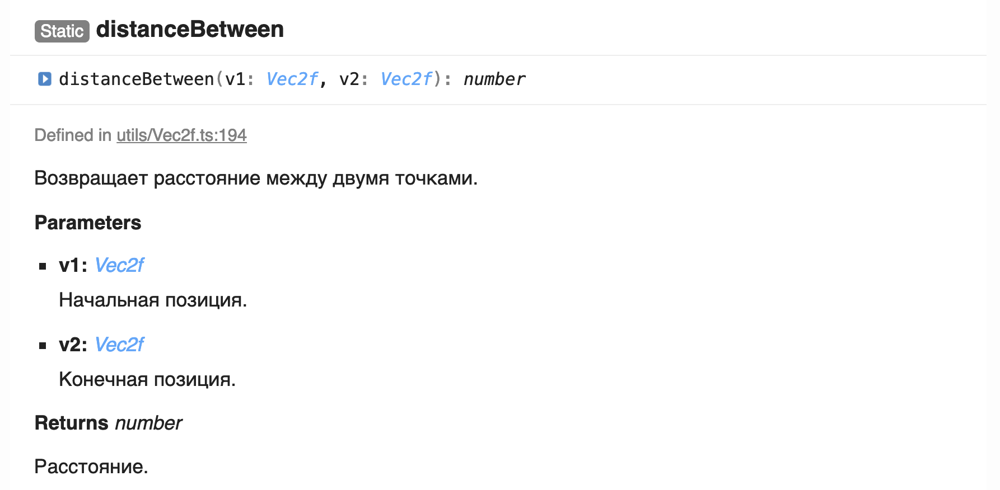 Static distanceBetween
distanceBetween(v1: Vec2f, v2: Vec2f): number
Defined in utils/Vec2f.ts:194
Возвращает расстояние между двумя точками.
Parameters
v1: Vec2f
Начальная позиция.
v2: Vec2f
Конечная позиция.
Returns number
Расстояние.